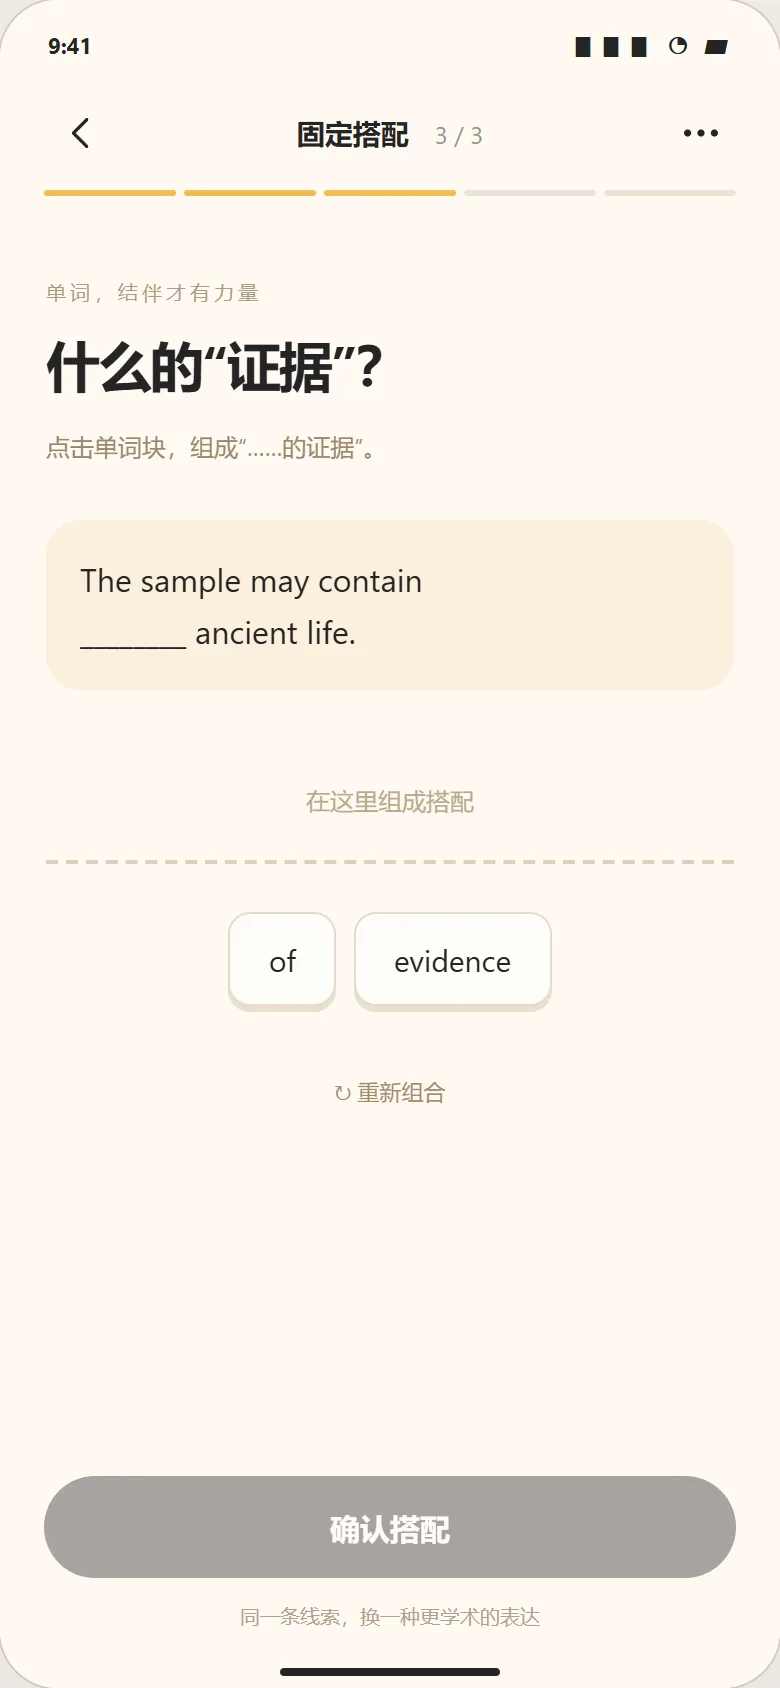 9:41
固定搭配 3 / 3
单词，结伴才有力量
什么的“证据”？
点击单词块，组成“……的证据”。
The sample may contain
________ ancient life.
在这里组成搭配
of evidence
↻ 重新组合
确认搭配
同一条线索，换一种更学术的表达